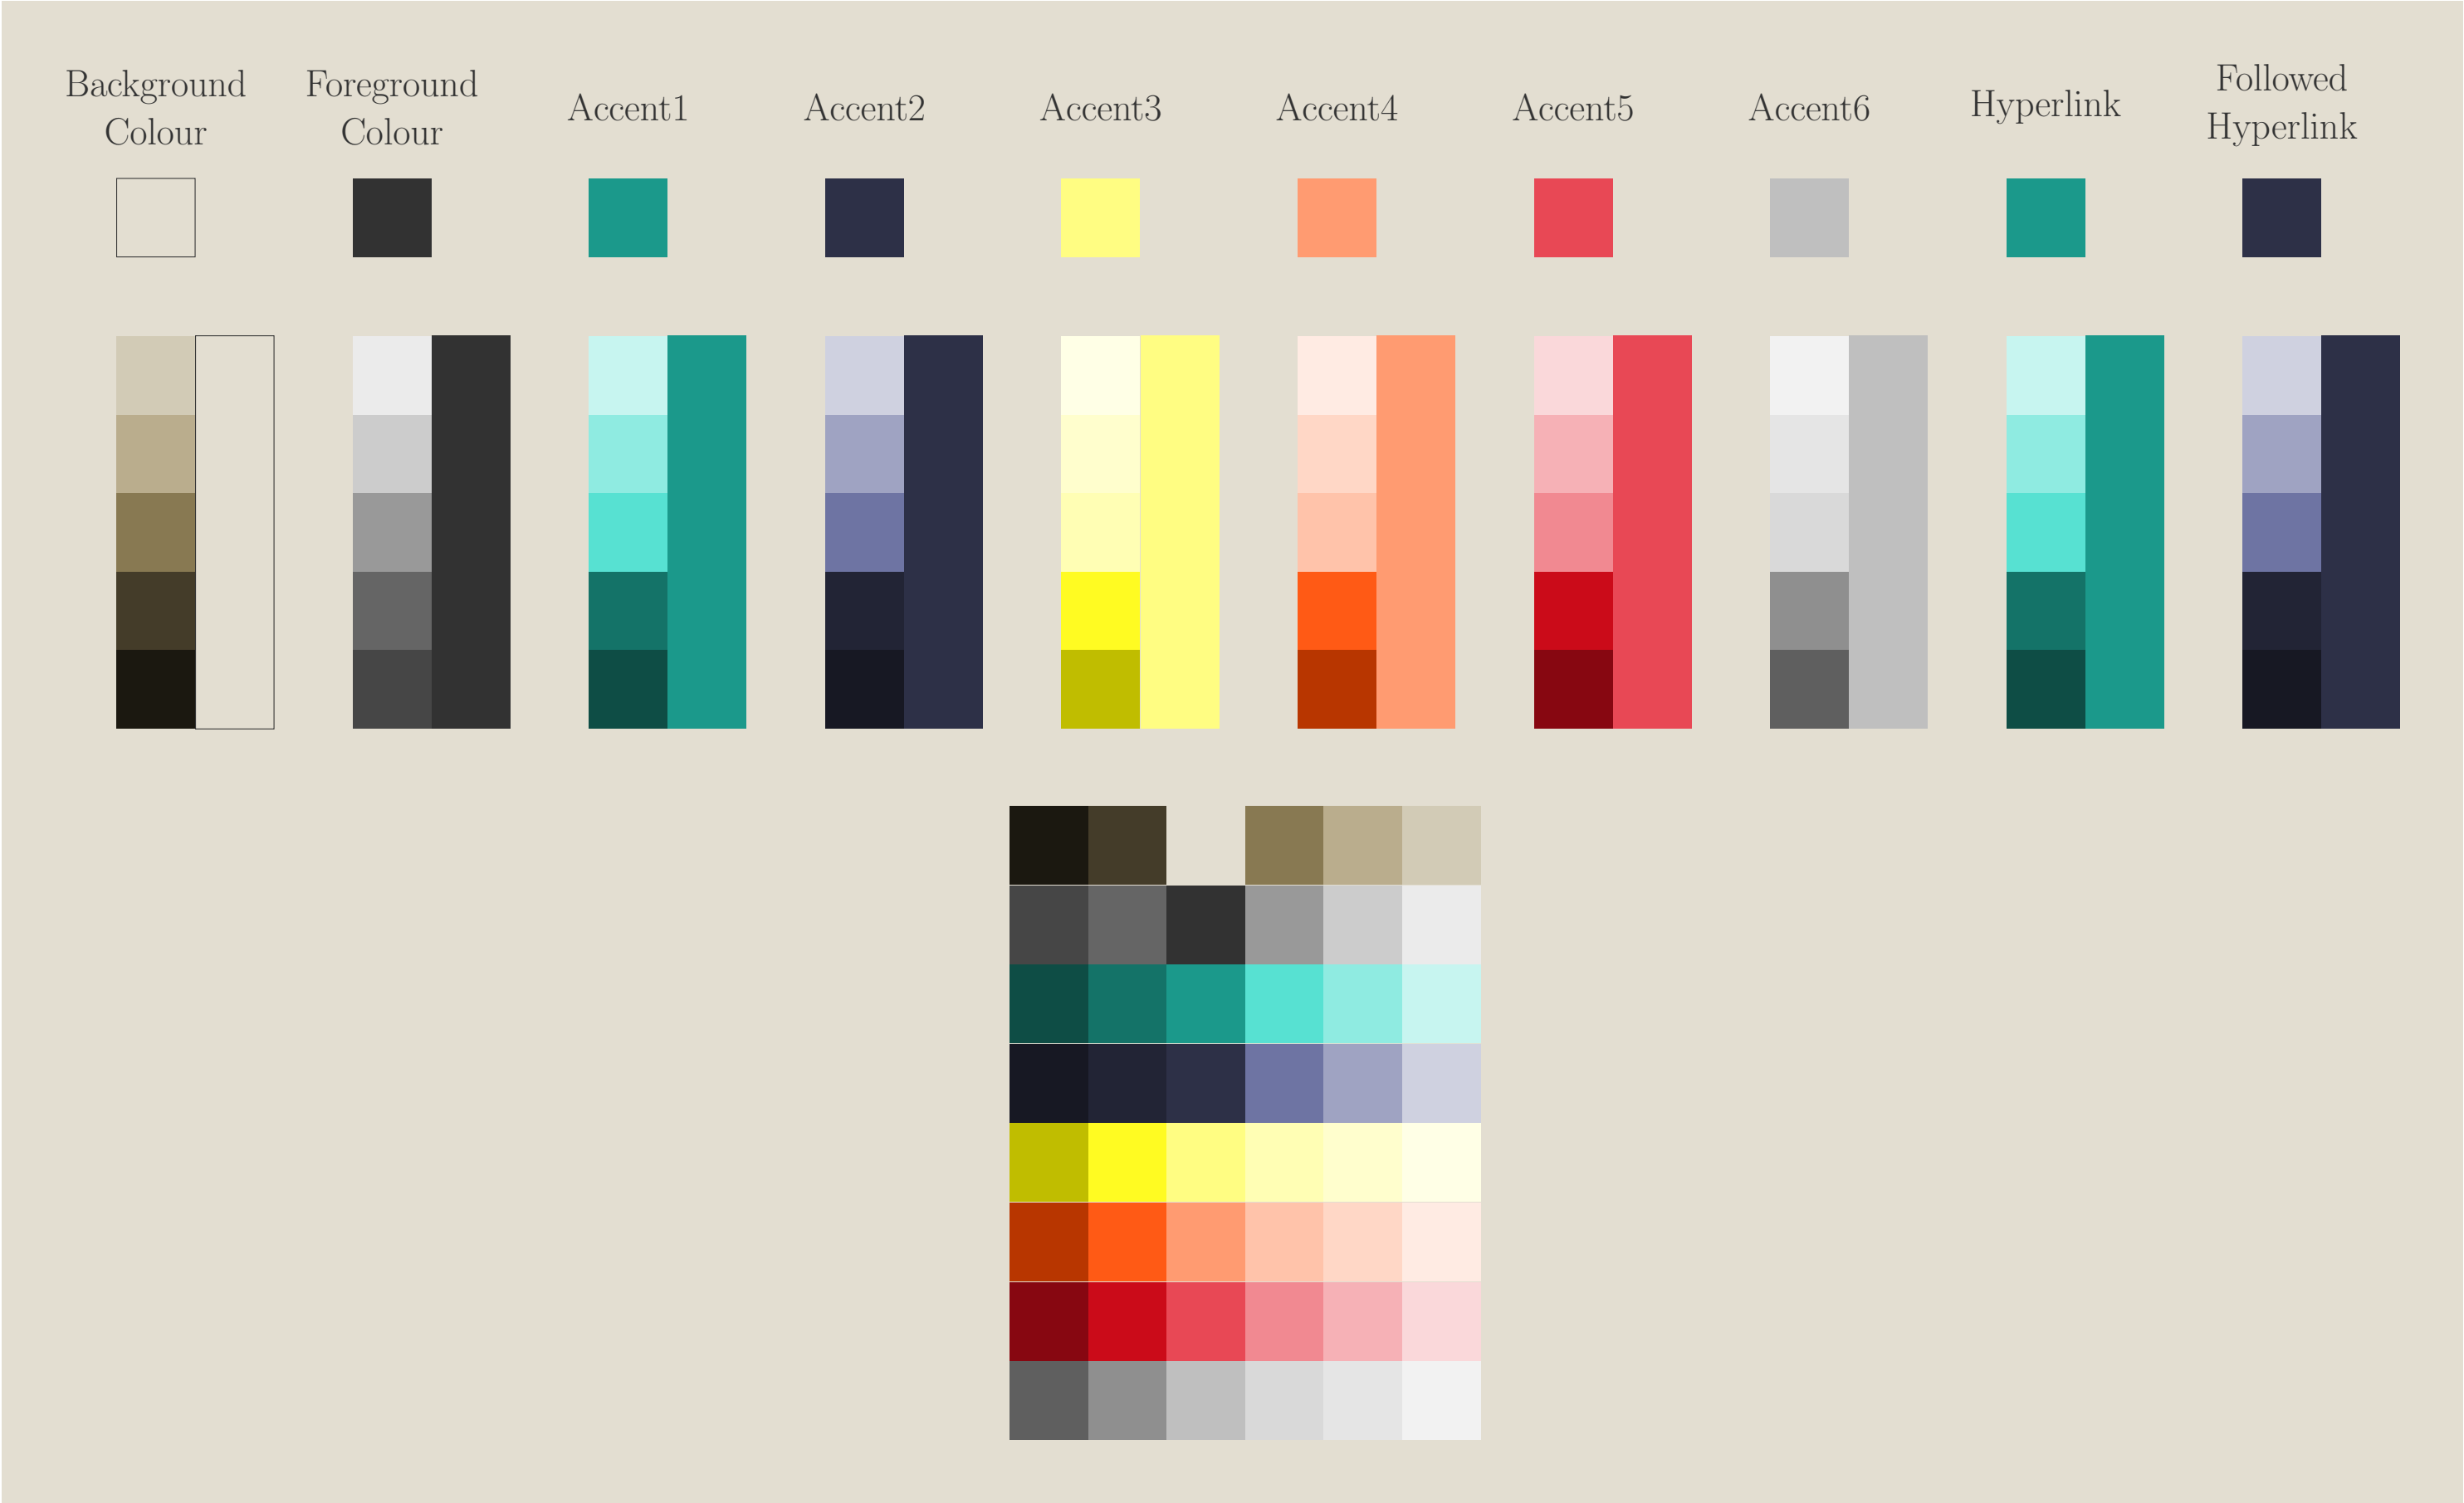 Background
Colour
Foreground
Colour
Accent1
Accent2
Accent3
Accent4
Accent5
Accent6
Hyperlink
Followed
Hyperlink